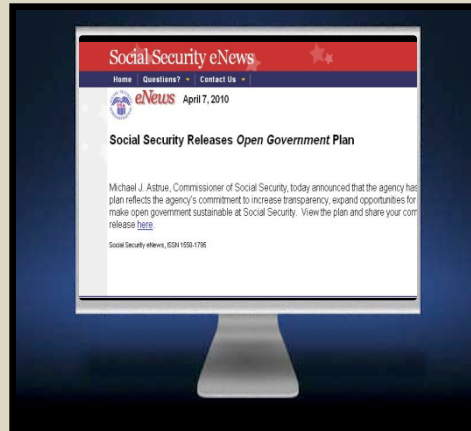 Social Security eNews
Home Questions? Contact Us
eNews April 7, 2010
Social Security Releases Open Government Plan
Michael J. Astrue, Commissioner of Social Security, today announced that the agency has
plan reflects the agency's commitment to increase transparency, expand opportunities for
make open government sustainable at Social Security. View the plan and share your com
release here.
Social Security eNews, ISSN 1550-1795